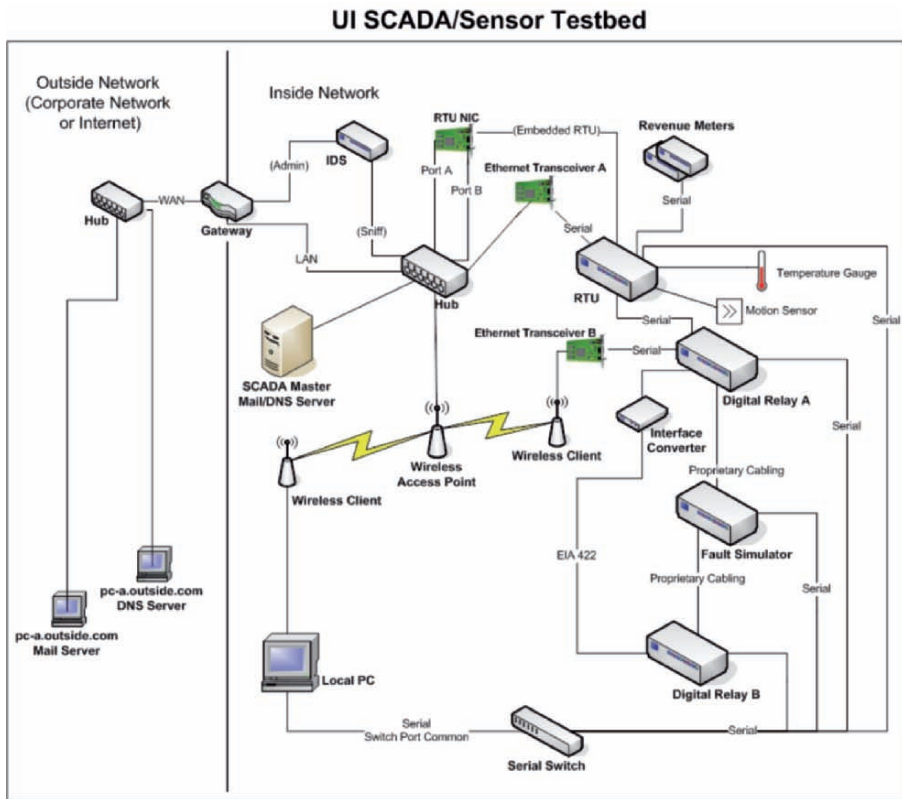 UI SCADA/Sensor Testbed
Outside Network
(Corporate Network
or Internet)
Inside Network
RTU NIC
(Embedded RTU)
Revenue Meters
IDS
(Admin)
Port A
Port B
Ethernet Transceiver A
Serial
Serial
Hub
WAN
Gateway
(Sniff)
LAN
Hub
RTU
Temperature Gauge
Motion Sensor
Serial
Serial
Ethernet Transceiver B
Serial
SCADA Master
Mail/DNS Server
Digital Relay A
Serial
Wireless Client
Wireless
Access Point
Wireless Client
Interface
Converter
Proprietary Cabling
EIA 422
Fault Simulator
Proprietary Cabling
Serial
pc-a.outside.com
DNS Server
pc-a.outside.com
Mail Server
Local PC
Digital Relay B
Serial
Switch Port Common
Serial
Serial Switch